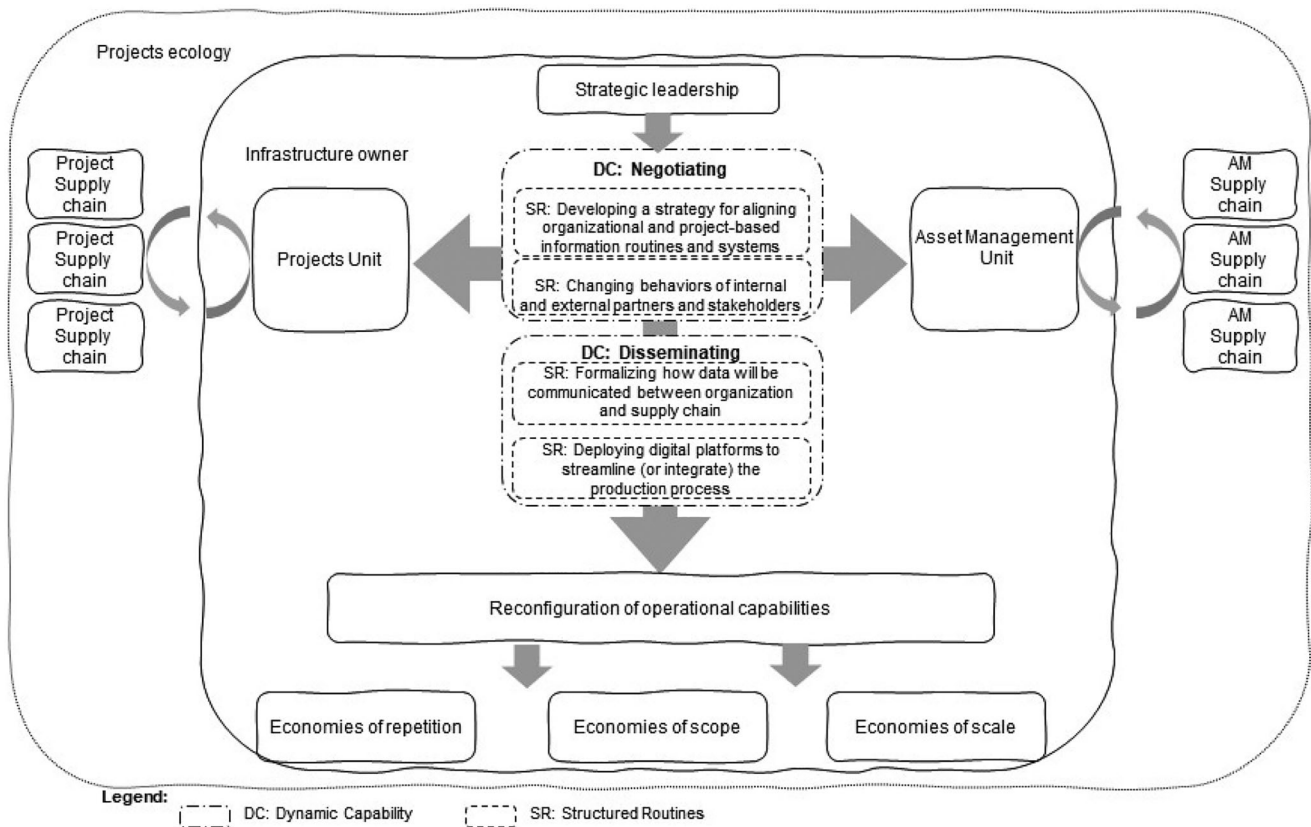 Projects ecology
Strategic leadership
Infrastructure owner
Project
Supply
chain
Project
Supply
chain
Project
Supply
chain
Projects Unit
DC: Negotiating
SR: Developing a strategy for aligning
organizational and project-based
information routines and systems
SR: Changing behaviors of internal
and external partners and stakeholders
DC: Disseminating
SR: Formalizing how data will be
communicated between organization
and supply chain
SR: Deploying digital platforms to
streamline (or integrate) the
production process
Asset Management
Unit
AM
Supply
chain
AM
Supply
chain
AM
Supply
chain
Reconfiguration of operational capabilities
Economies of repetition
Economies of scope
Economies of scale
Legend:
DC: Dynamic Capability
SR: Structured Routines